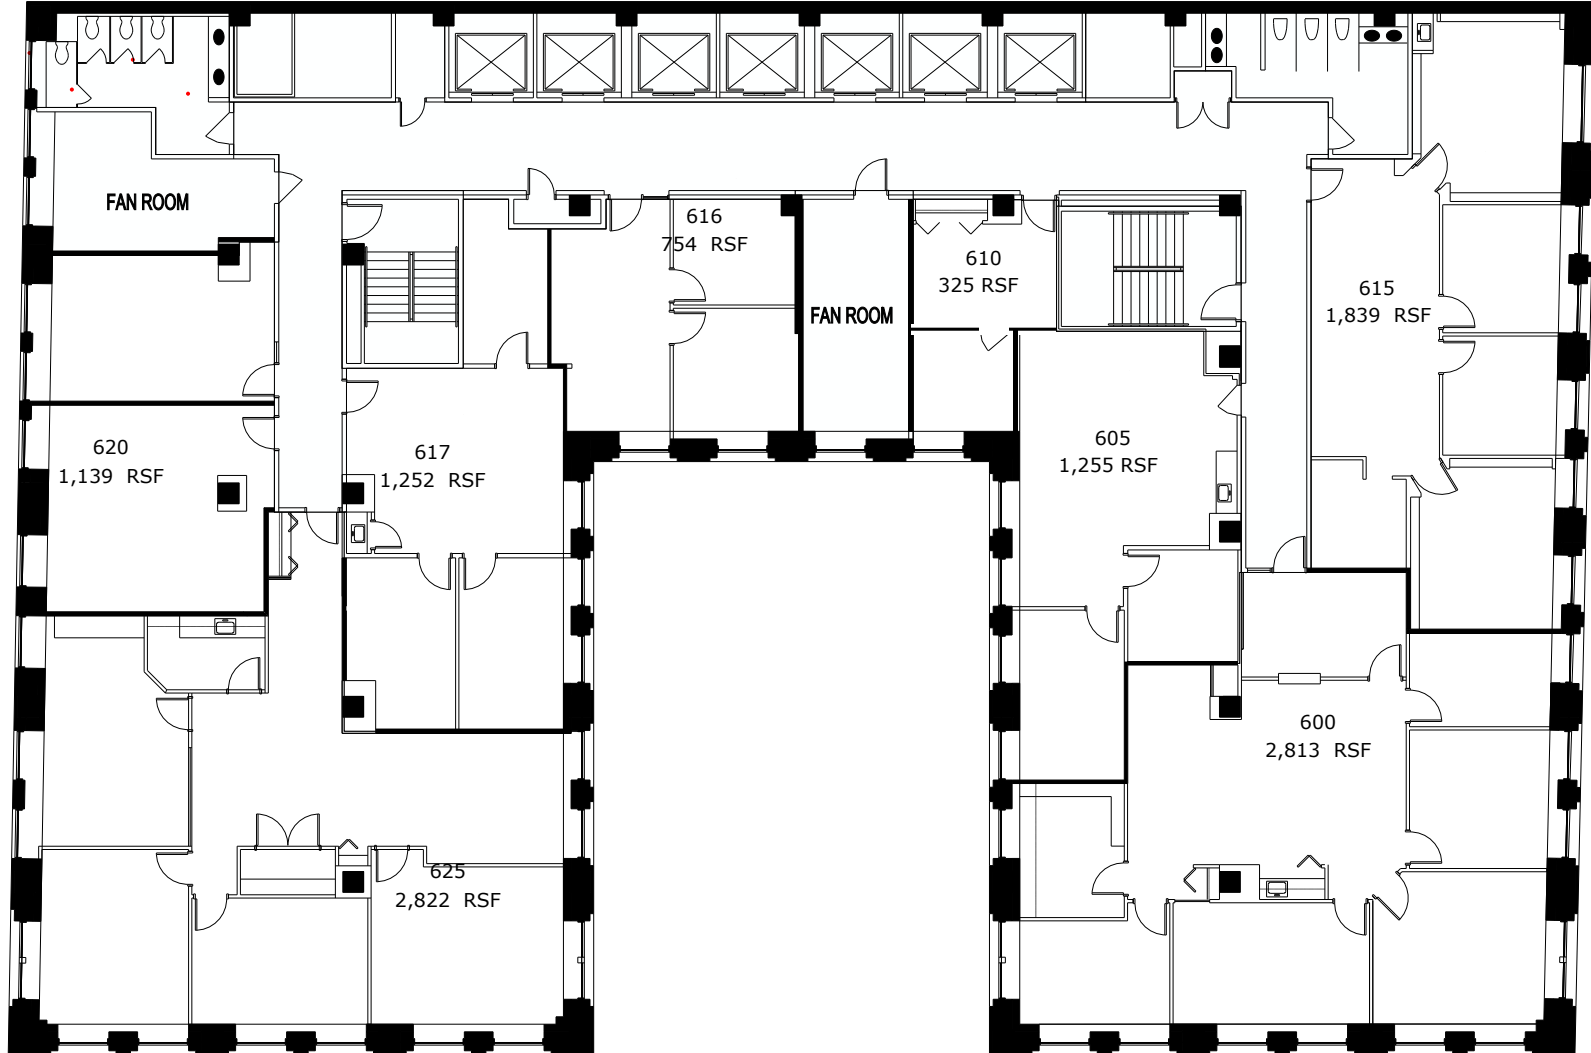 FAN ROOM
616
754 RSF
610
325 RSF
FAN ROOM
615
1,839 RSF
620
1,139 RSF
617
1,252 RSF
605
1,255 RSF
600
2,813 RSF
625
2,822 RSF